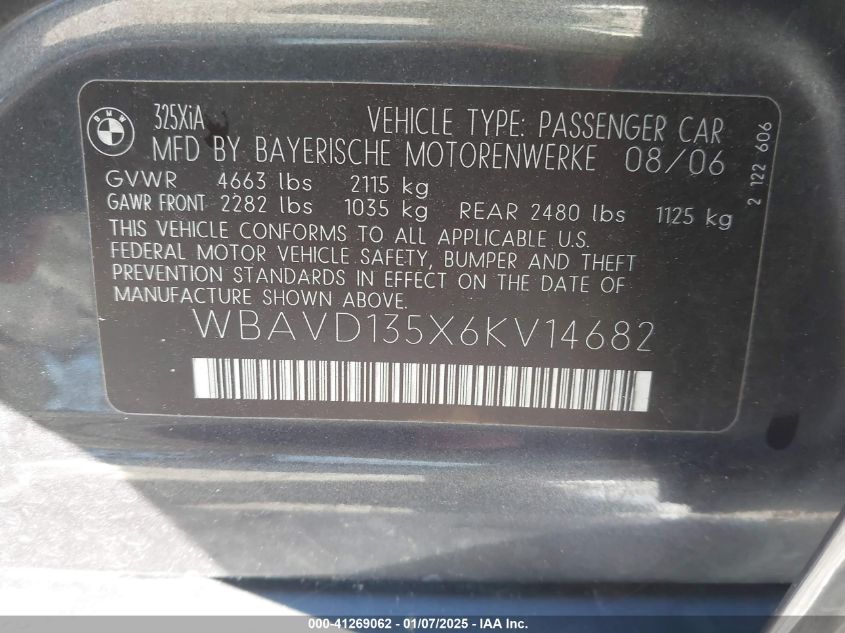 BMW
325XiA
VEHICLE TYPE: PASSENGER CAR
MFD BY BAYERISCHE MOTORENWERKE 08/06
GVWR 4663 lbs 2115 kg
GAWR FRONT 2282 lbs 1035 kg REAR 2480 lbs 1125 kg
THIS VEHICLE CONFORMS TO ALL APPLICABLE U.S.
FEDERAL MOTOR VEHICLE SAFETY, BUMPER AND THEFT
PREVENTION STANDARDS IN EFFECT ON THE DATE OF
MANUFACTURE SHOWN ABOVE.
WBAVD135X6KV14682
2 122 606
000-41269062 - 01/07/2025 - IAA Inc.